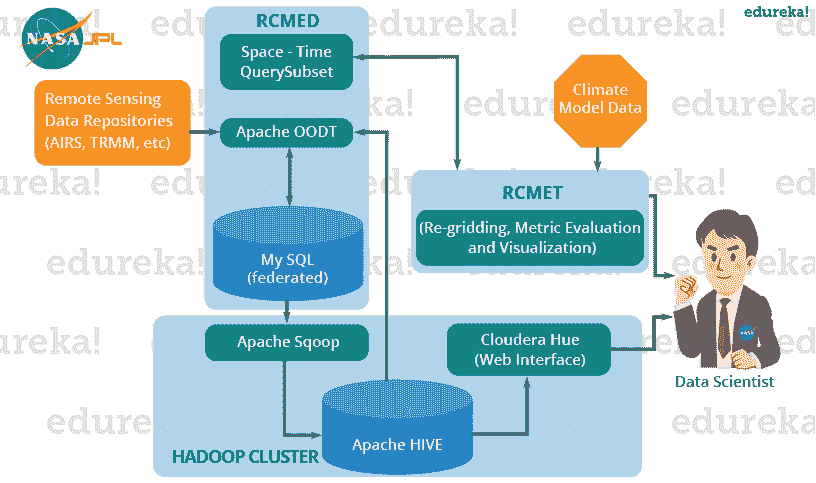 NASA JPL
edureka!
RCMED
Space - Time
QuerySubset
Remote Sensing
Data Repositories
(AIRS, TRMM, etc)
Apache OODT
Climate
Model Data
RCMET
(Re-gridding, Metric Evaluation
and Visualization)
My SQL
(federated)
Apache Sqoop
Cloudera Hue
(Web Interface)
NASA
Data Scientist
Apache HIVE
HADOOP CLUSTER
edureka!